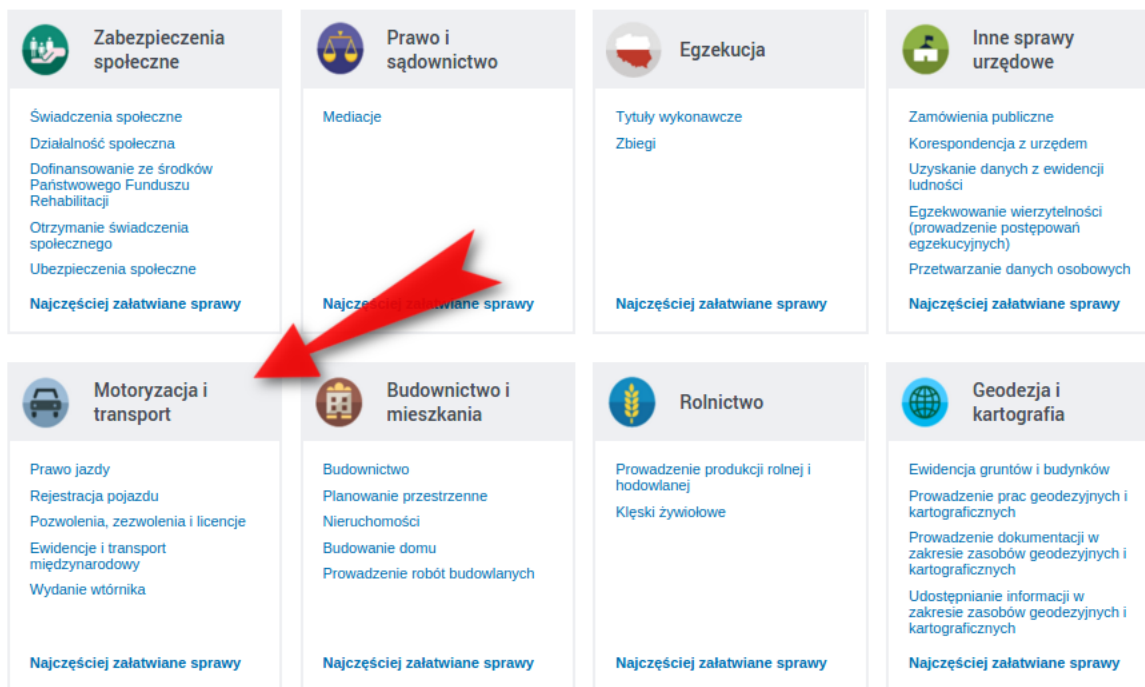 Zabezpieczenia
społeczne
Świadczenia społeczne
Działalność społeczna
Dofinansowanie ze środków
Państwowego Funduszu
Rehabilitacji
Otrzymanie świadczenia
społecznego
Ubezpieczenia społeczne
Najczęściej załatwiane sprawy
Prawo i
sądownictwo
Mediacje
Najczęściej załatwiane sprawy
Egzekucja
Tytuły wykonawcze
Zbiegi
Najczęściej załatwiane sprawy
Inne sprawy
urzędowe
Zamówienia publiczne
Korespondencja z urzędem
Uzyskanie danych z ewidencji
ludności
Egzekwowanie wierzytelności
(prowadzenie postępowań
egzekucyjnych)
Przetwarzanie danych osobowych
Najczęściej załatwiane sprawy
Motoryzacja i
transport
Prawo jazdy
Rejestracja pojazdu
Pozwolenia, zezwolenia i licencje
Ewidencje i transport
międzynarodowy
Wydanie wtórnika
Najczęściej załatwiane sprawy
Budownictwo i
mieszkania
Budownictwo
Planowanie przestrzenne
Nieruchomości
Budowanie domu
Prowadzenie robót budowlanych
Najczęściej załatwiane sprawy
Rolnictwo
Prowadzenie produkcji rolnej i
hodowlanej
Klęski żywiołowe
Najczęściej załatwiane sprawy
Geodezja i
kartografia
Ewidencja gruntów i budynków
Prowadzenie prac geodezyjnych i
kartograficznych
Prowadzenie dokumentacji w
zakresie zasobów geodezyjnych i
kartograficznych
Udostępnianie informacji w
zakresie zasobów geodezyjnych i
kartograficznych
Najczęściej załatwiane sprawy